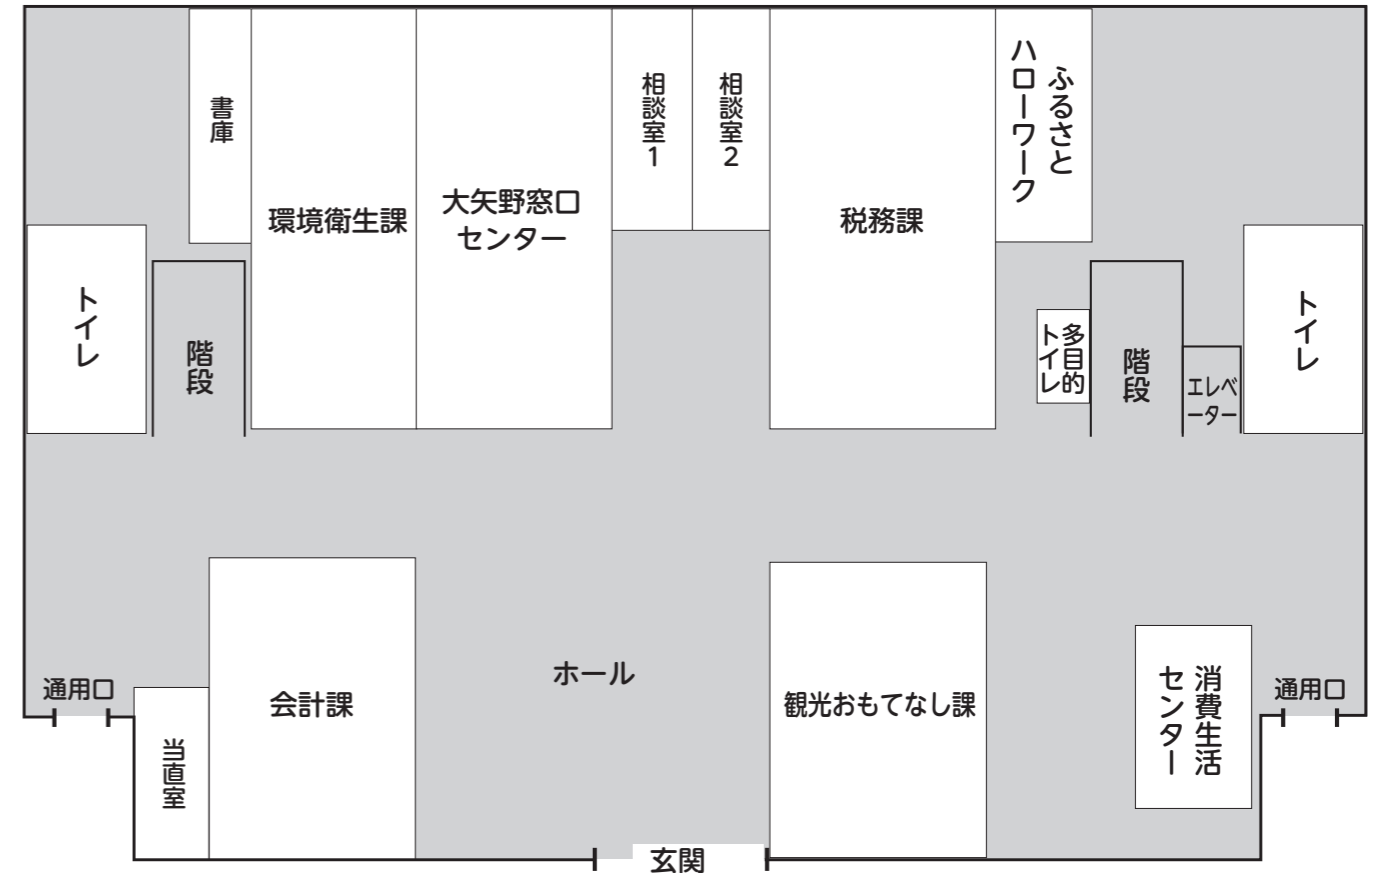 書庫
環境衛生課
大矢野窓口
センター
相談室1
相談室2
税務課
ふるさと
ハローワーク
トイレ
階段
多目的
トイレ
階段
エレベ
ーター
トイレ
通用口
当直室
会計課
ホール
観光おもてなし課
消費生活
センター
通用口
玄関